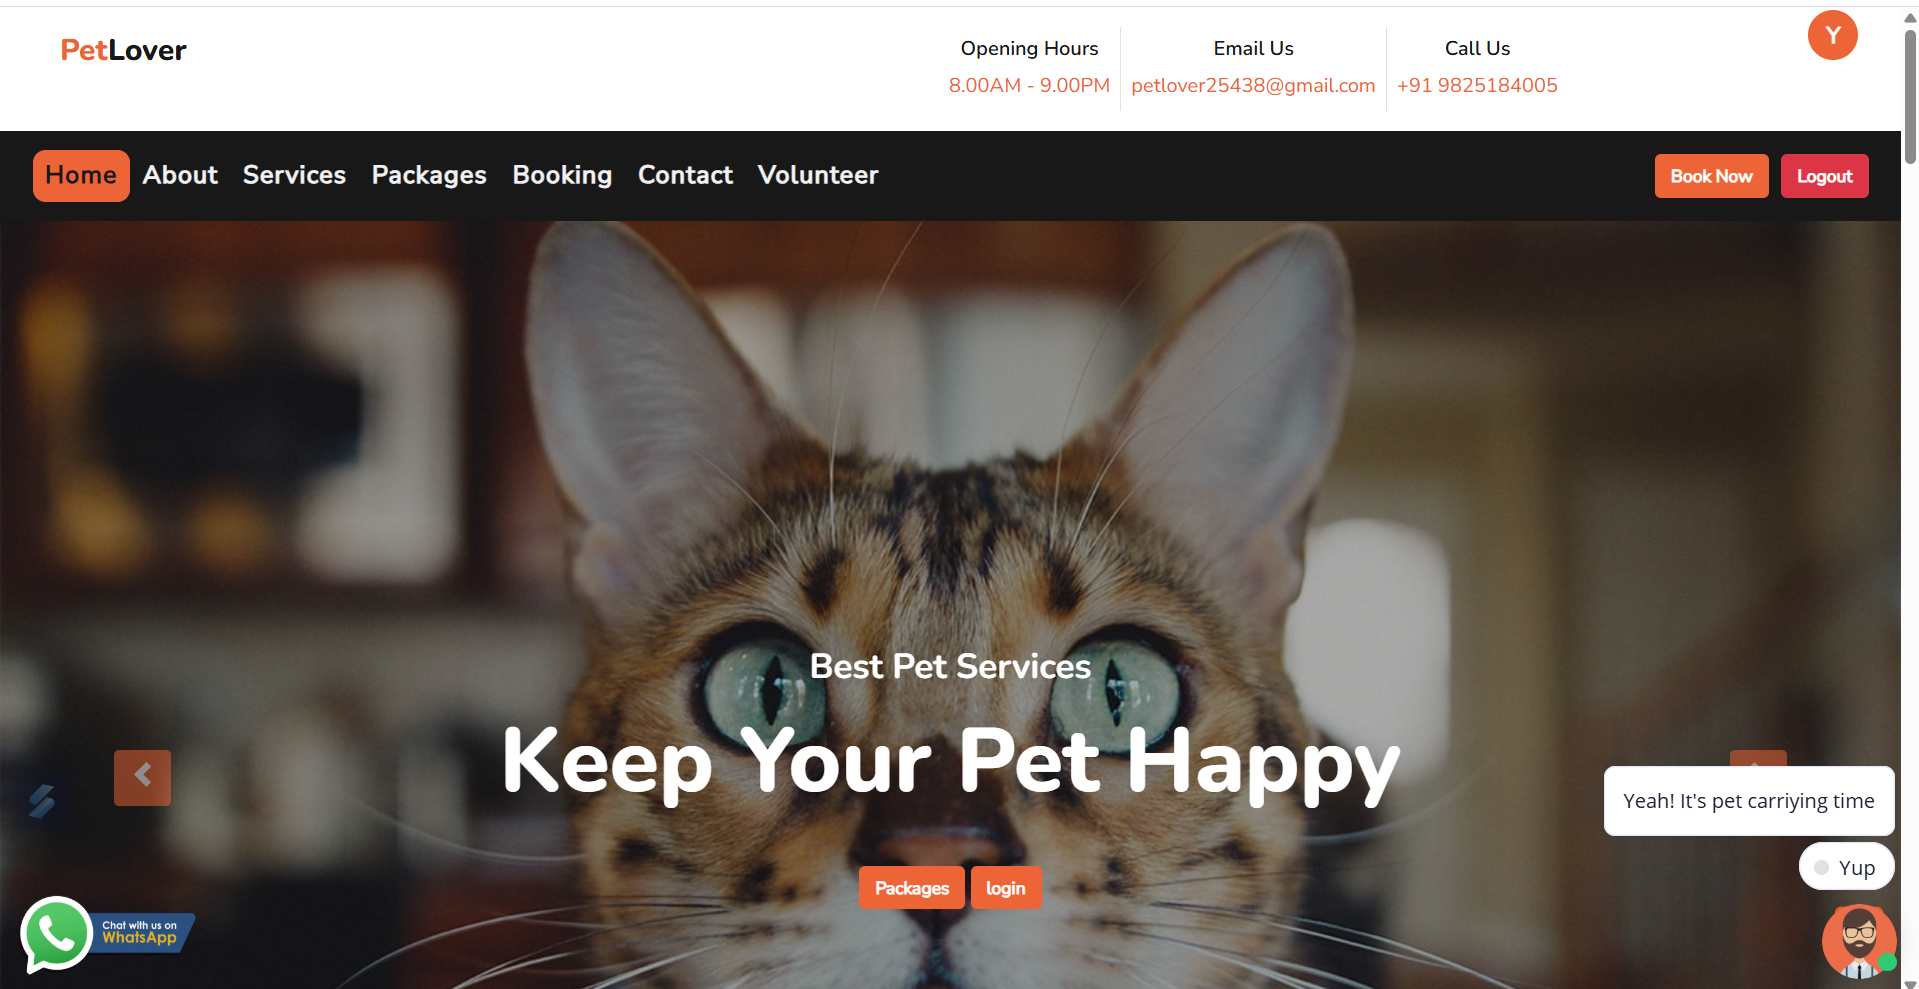 PetLover
Opening Hours
8.00AM - 9.00PM
Email Us
petlover25438@gmail.com
Call Us
+91 9825184005
Y
Home About Services Packages Booking Contact Volunteer
Book Now Logout
Best Pet Services
Keep Your Pet Happy
Packages login
Yeah! It's pet carriying time
Yup
Chat with us on
WhatsApp